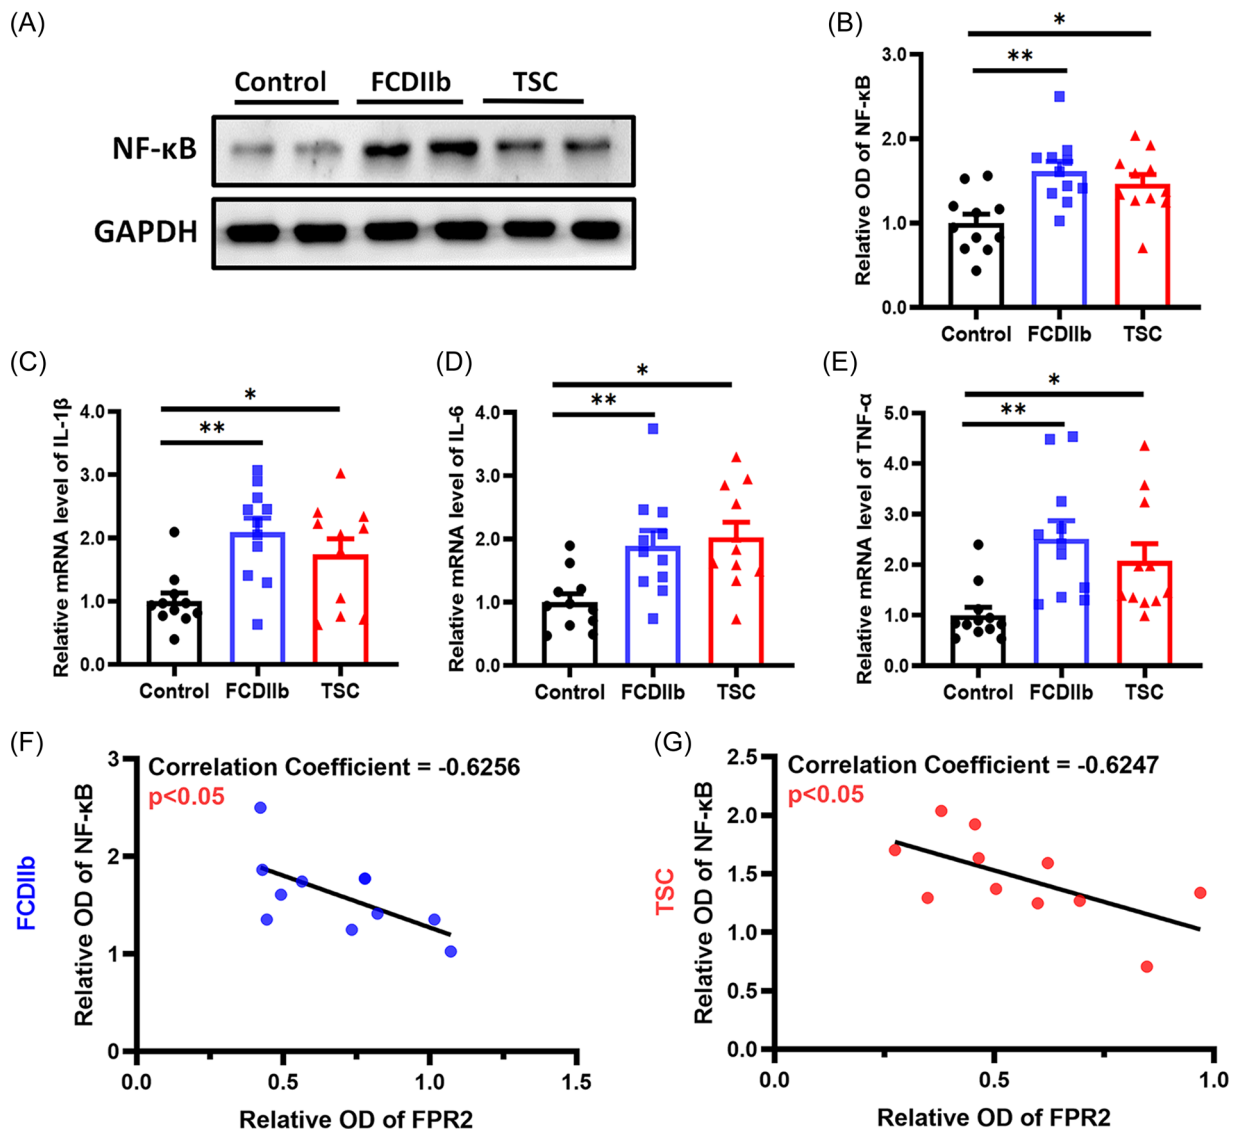 (A)
Control FCDIIb TSC
NF-κB
GAPDH
(B)
Relative OD of NF-κB
*
**
3.0
2.0
1.0
0.0
Control FCDIIb TSC
(C)
Relative mRNA level of IL-1β
*
**
4.0
3.0
2.0
1.0
0.0
Control FCDIIb TSC
(D)
Relative mRNA level of IL-6
*
**
4.0
3.0
2.0
1.0
0.0
Control FCDIIb TSC
(E)
Relative mRNA level of TNF-α
*
**
5.0
4.0
3.0
2.0
1.0
0.0
Control FCDIIb TSC
(F)
FCDIIb
Relative OD of NF-κB
Correlation Coefficient = -0.6256
p<0.05
3
2
1
0
0.0 0.5 1.0 1.5
Relative OD of FPR2
(G)
TSC
Relative OD of NF-κB
Correlation Coefficient = -0.6247
p<0.05
2.5
2.0
1.5
1.0
0.5
0.0
0.0 0.5 1.0
Relative OD of FPR2